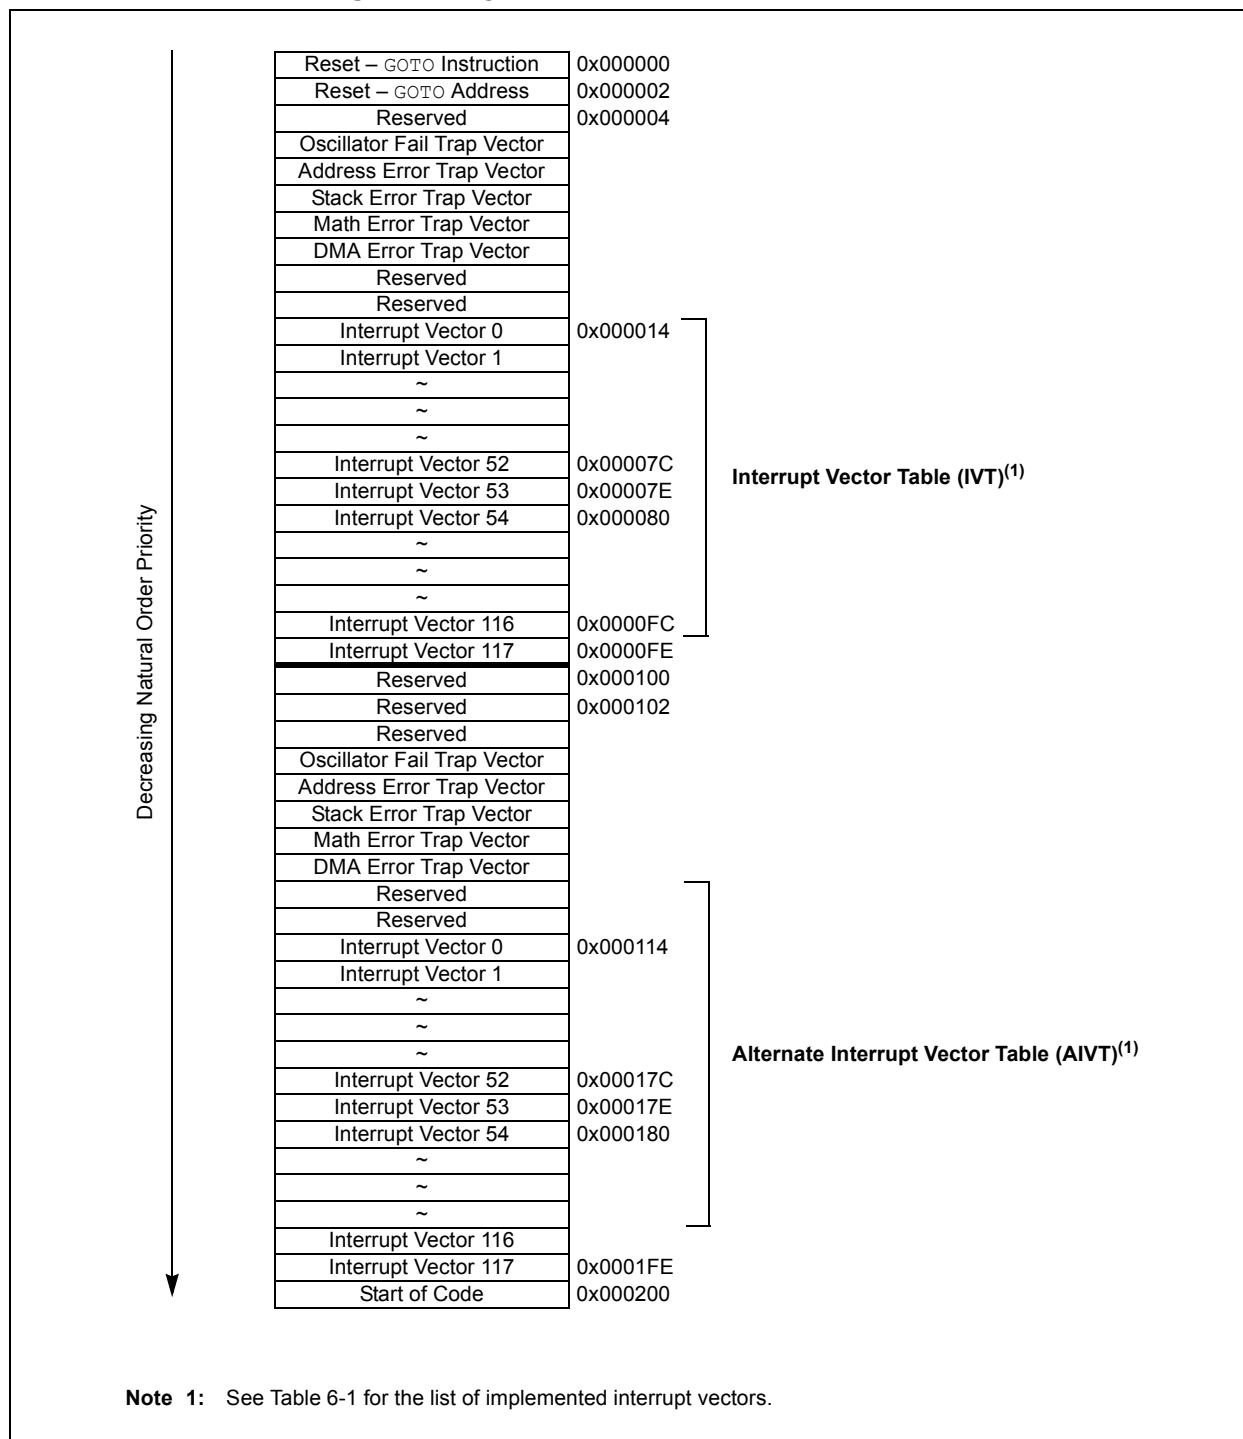 Reset – GOTO Instruction 0x000000
Reset – GOTO Address 0x000002
Reserved 0x000004
Oscillator Fail Trap Vector
Address Error Trap Vector
Stack Error Trap Vector
Math Error Trap Vector
DMA Error Trap Vector
Reserved
Reserved
Interrupt Vector 0 0x000014
Interrupt Vector 1
~
~
~
Interrupt Vector 52 0x00007C
Interrupt Vector 53 0x00007E
Interrupt Vector 54 0x000080
~
~
~
Interrupt Vector 116 0x0000FC
Interrupt Vector 117 0x0000FE
Reserved 0x000100
Reserved 0x000102
Reserved
Oscillator Fail Trap Vector
Address Error Trap Vector
Stack Error Trap Vector
Math Error Trap Vector
DMA Error Trap Vector
Reserved
Reserved
Interrupt Vector 0 0x000114
Interrupt Vector 1
~
~
~
Interrupt Vector 52 0x00017C
Interrupt Vector 53 0x00017E
Interrupt Vector 54 0x000180
~
~
~
Interrupt Vector 116
Interrupt Vector 117 0x0001FE
Start of Code 0x000200
Decreasing Natural Order Priority
Interrupt Vector Table (IVT)(1)
Alternate Interrupt Vector Table (AIVT)(1)
Note 1: See Table 6-1 for the list of implemented interrupt vectors.